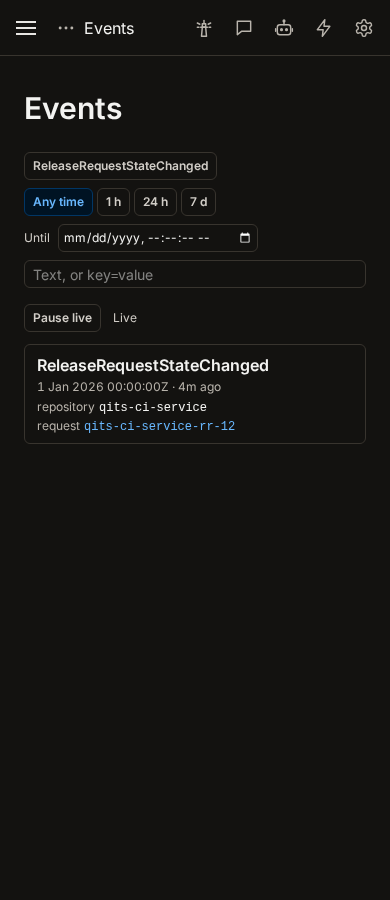 Events
Events
ReleaseRequestStateChanged
Any time 1 h 24 h 7 d
Until mm/dd/yyyy, --:--:-- --
Text, or key=value
Pause live Live
ReleaseRequestStateChanged
1 Jan 2026 00:00:00Z · 4m ago
repository qits-ci-service
request qits-ci-service-rr-12